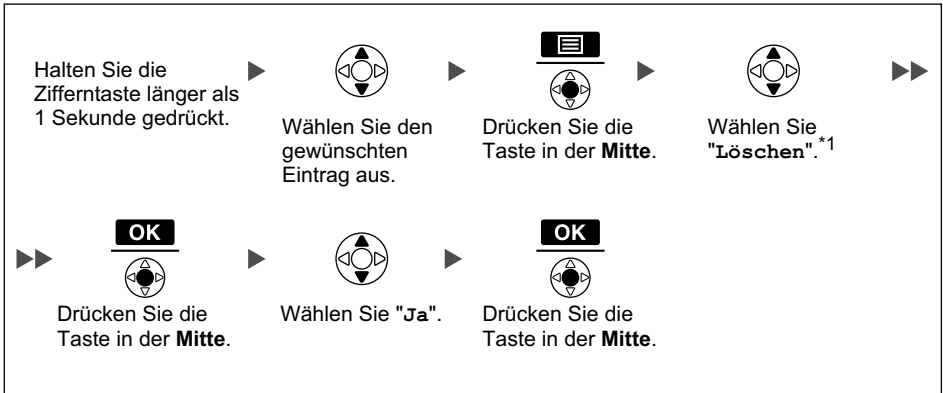 Halten Sie die
Zifferntaste länger als
1 Sekunde gedrückt.
Wählen Sie den
gewünschten
Eintrag aus.
Drücken Sie die
Taste in der Mitte.
Wählen Sie
"Löschen".*1
OK
Drücken Sie die
Taste in der Mitte.
Wählen Sie "Ja".
OK
Drücken Sie die
Taste in der Mitte.